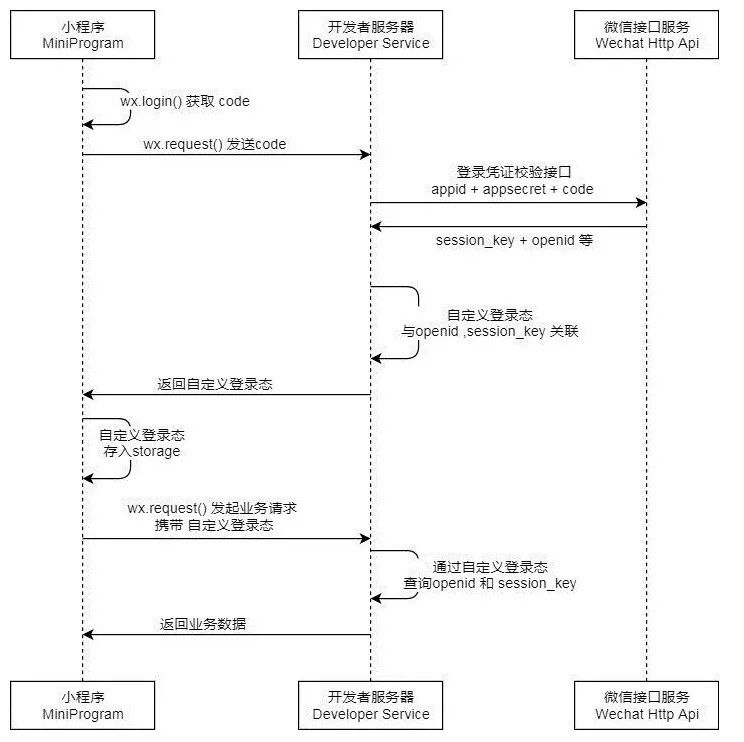 小程序
MiniProgram
开发者服务器
Developer Service
微信接口服务
Wechat Http Api
wx.login() 获取 code
wx.request() 发送code
登录凭证校验接口
appid + appsecret + code
session_key + openid 等
自定义登录态
与openid ,session_key 关联
返回自定义登录态
自定义登录态
存入storage
wx.request() 发起业务请求
携带 自定义登录态
通过自定义登录态
查询openid 和 session_key
返回业务数据
小程序
MiniProgram
开发者服务器
Developer Service
微信接口服务
Wechat Http Api